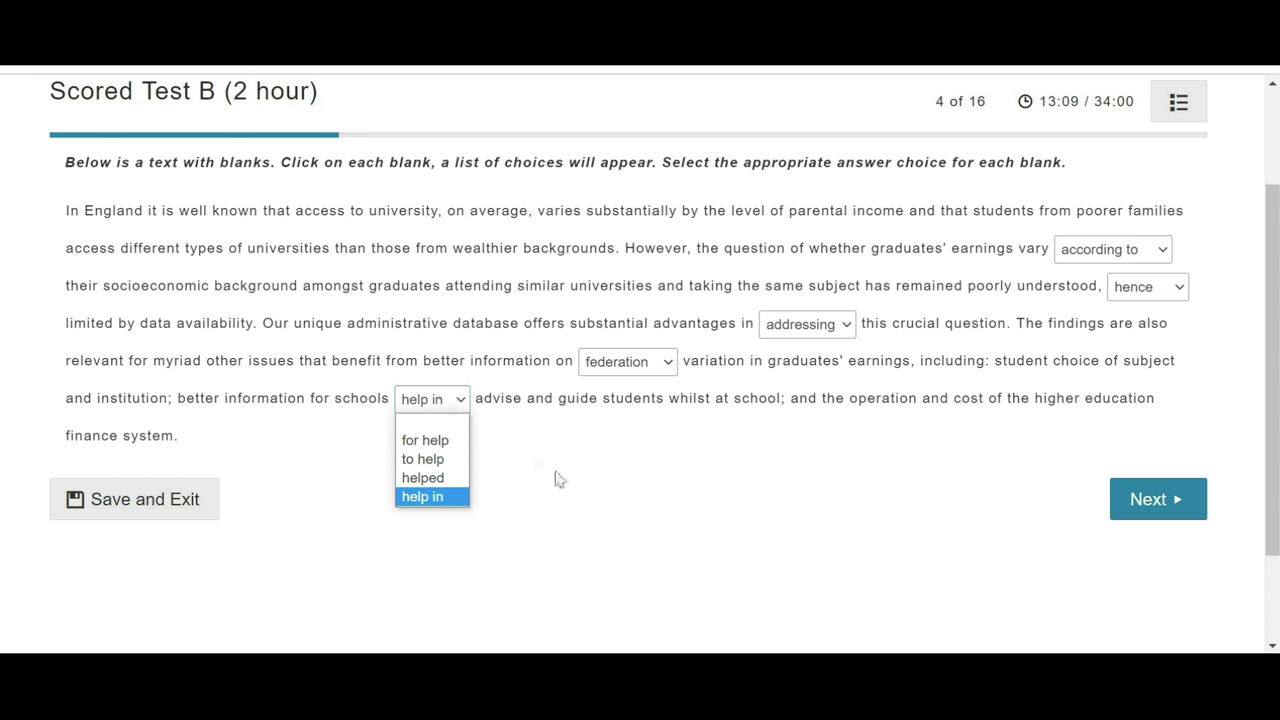 Scored Test B (2 hour)
4 of 16
13:09 / 34:00
Below is a text with blanks. Click on each blank, a list of choices will appear. Select the appropriate answer choice for each blank.
In England it is well known that access to university, on average, varies substantially by the level of parental income and that students from poorer families
access different types of universities than those from wealthier backgrounds. However, the question of whether graduates' earnings vary according to
their socioeconomic background amongst graduates attending similar universities and taking the same subject has remained poorly understood, hence
limited by data availability. Our unique administrative database offers substantial advantages in addressing this crucial question. The findings are also
relevant for myriad other issues that benefit from better information on federation variation in graduates' earnings, including: student choice of subject
and institution; better information for schools help in advise and guide students whilst at school; and the operation and cost of the higher education
finance system.
for help
to help
helped
help in
Save and Exit
Next